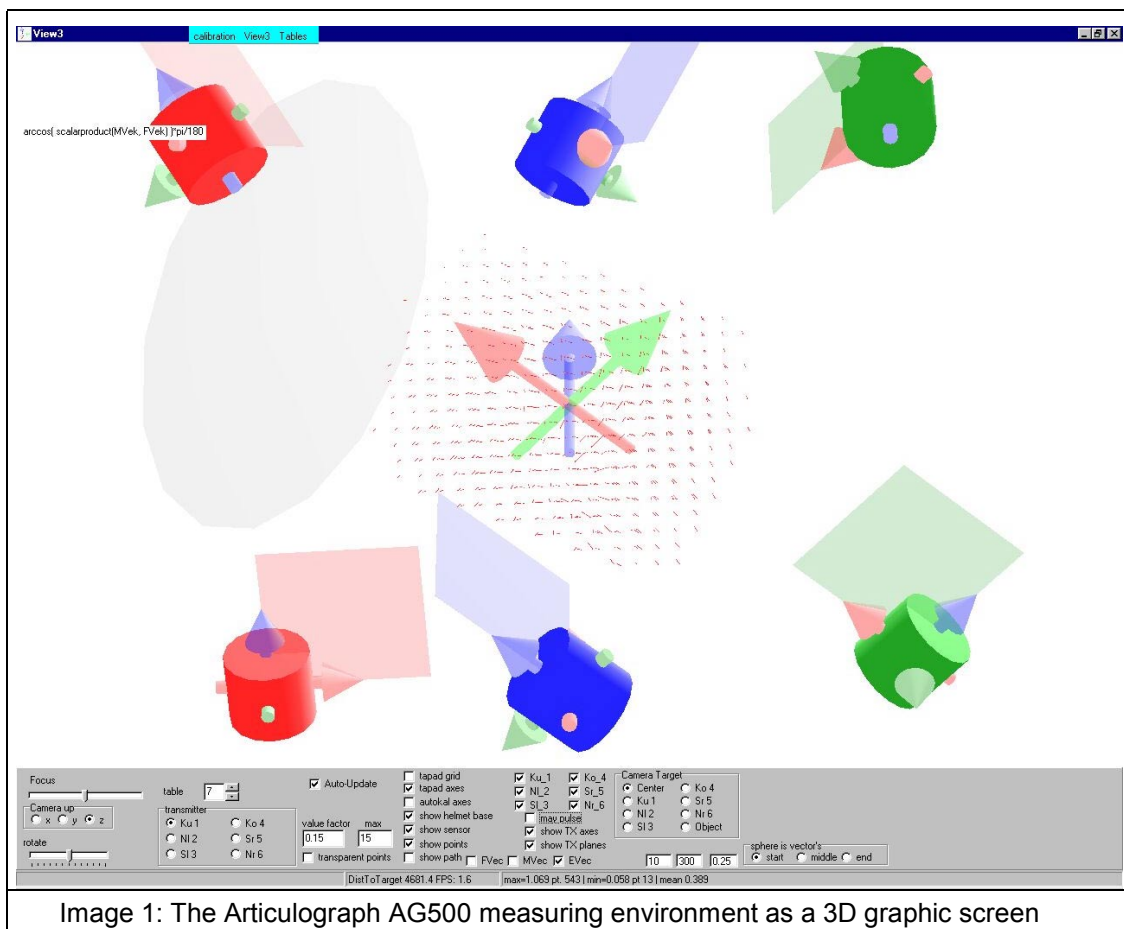 View3
calibration View3 Tables
arccos( scalarproduct(MVek, FVek) )*pi/180
Focus
Camera up
x y z
rotate
table 7
transmitter
Ku 1 Ko 4
Nl 2 Sr 5
Sl 3 Nr 6
Auto-Update
value factor max
0.15 15
transparent points
tapad grid
tapad axes
autokal axes
show helmet base
show sensor
show points
show path FVec MVec EVec
Ku_1 Ko_4
Nl_2 Sr_5
Sl_3 Nr_6
may pulse
show TX axes
show TX planes
Camera Target
Center Ko 4
Ku 1 Sr 5
Nl 2 Nr 6
Sl 3 Object
10 300 0.25
sphere is vector's
start middle end
DistToTarget 4681.4 FPS: 1.6 max=1.069 pt. 543 | min=0.058 pt 13 | mean 0.389
Image 1: The Articulograph AG500 measuring environment as a 3D graphic screen